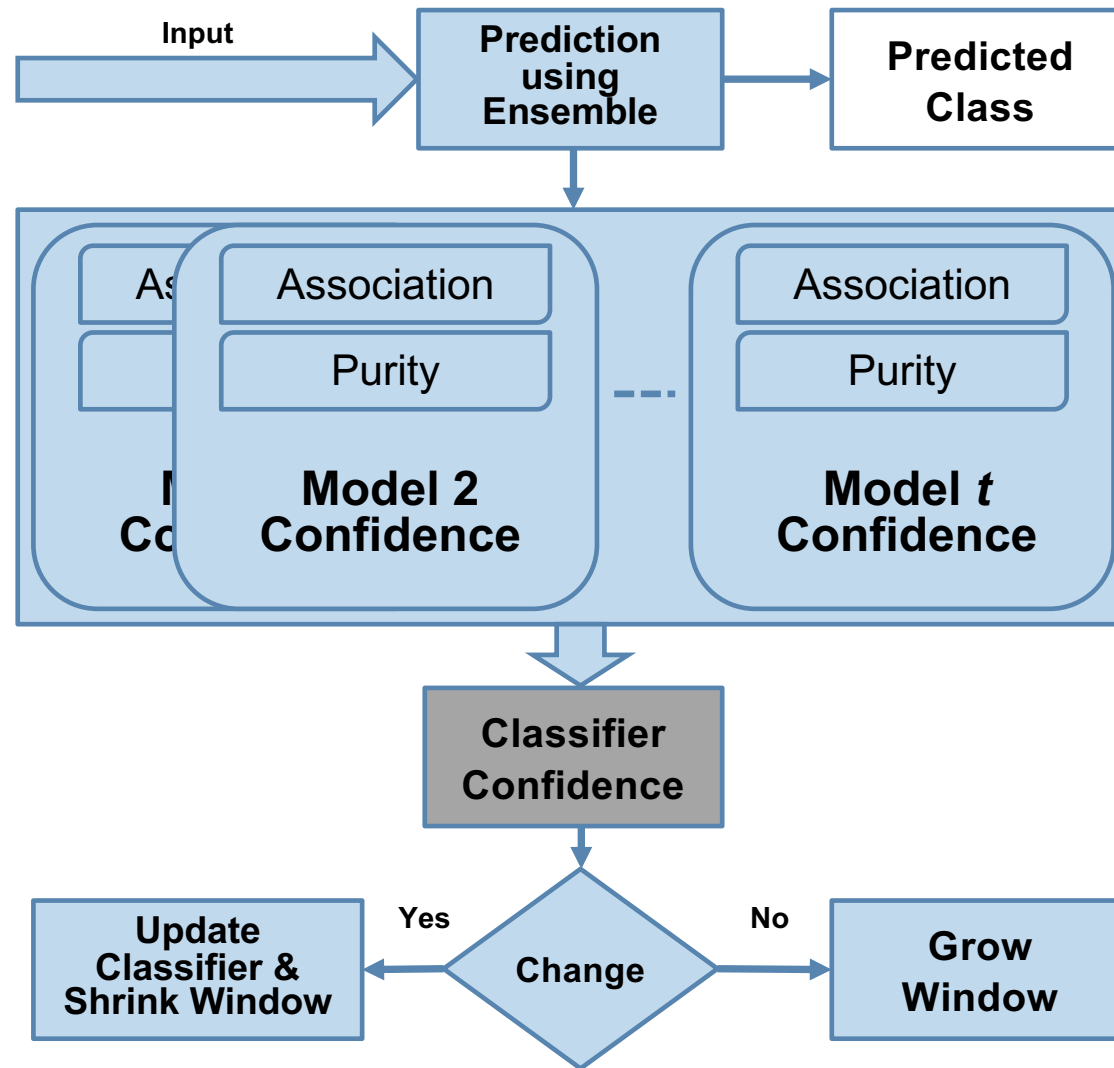 Input
Prediction
using
Ensemble
Predicted
Class
Association
Purity
Model 2
Confidence
Association
Purity
Model t
Confidence
Classifier
Confidence
Change
Yes
No
Update
Classifier &
Shrink Window
Grow
Window